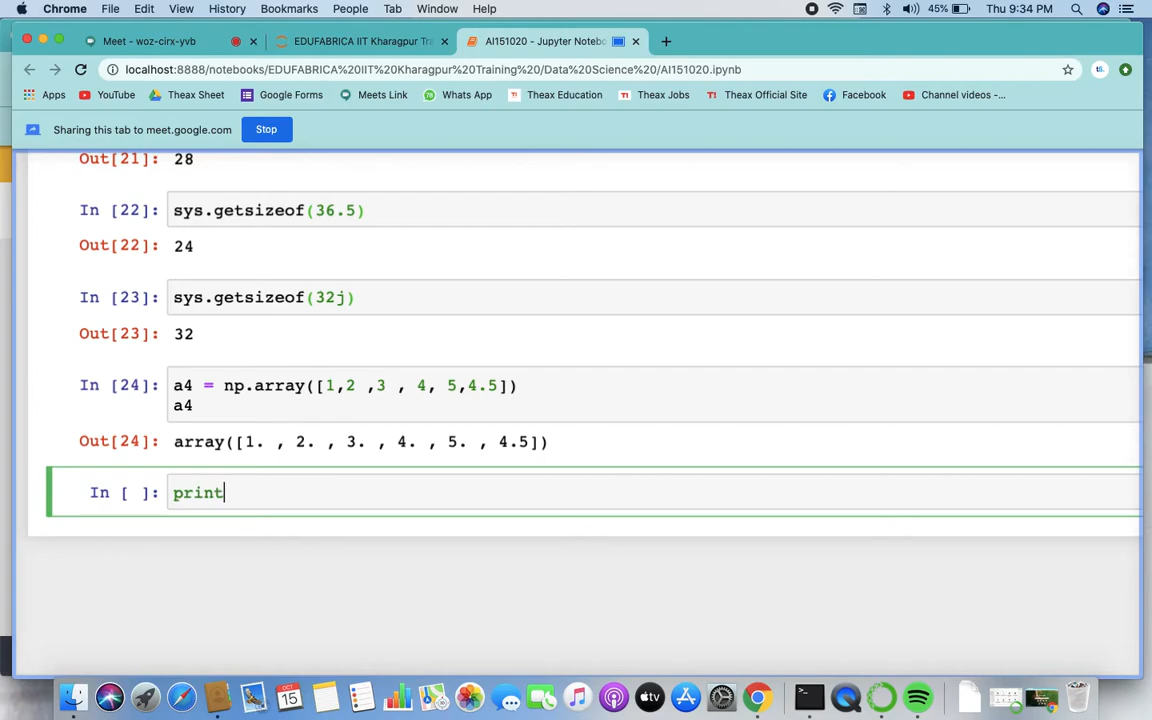 Chrome File Edit View History Bookmarks People Tab Window Help 45% Thu 9:34 PM
Meet - woz-cirx-yvb EDUFABRICA IIT Kharagpur Tra AI151020 - Jupyter Notebo
localhost:8888/notebooks/EDUFABRICA%20IIT%20Kharagpur%20Training%20/Data%20Science%20/AI151020.ipynb
Apps YouTube Theax Sheet Google Forms Meets Link Whats App Theax Education Theax Jobs Theax Official Site Facebook Channel videos -...
Sharing this tab to meet.google.com Stop
Out[21]: 28
In [22]: sys.getsizeof(36.5)
Out[22]: 24
In [23]: sys.getsizeof(32j)
Out[23]: 32
In [24]: a4 = np.array([1,2 ,3 , 4, 5,4.5])
a4
Out[24]: array([1. , 2. , 3. , 4. , 5. , 4.5])
In [ ]: print
OCT
15
tv